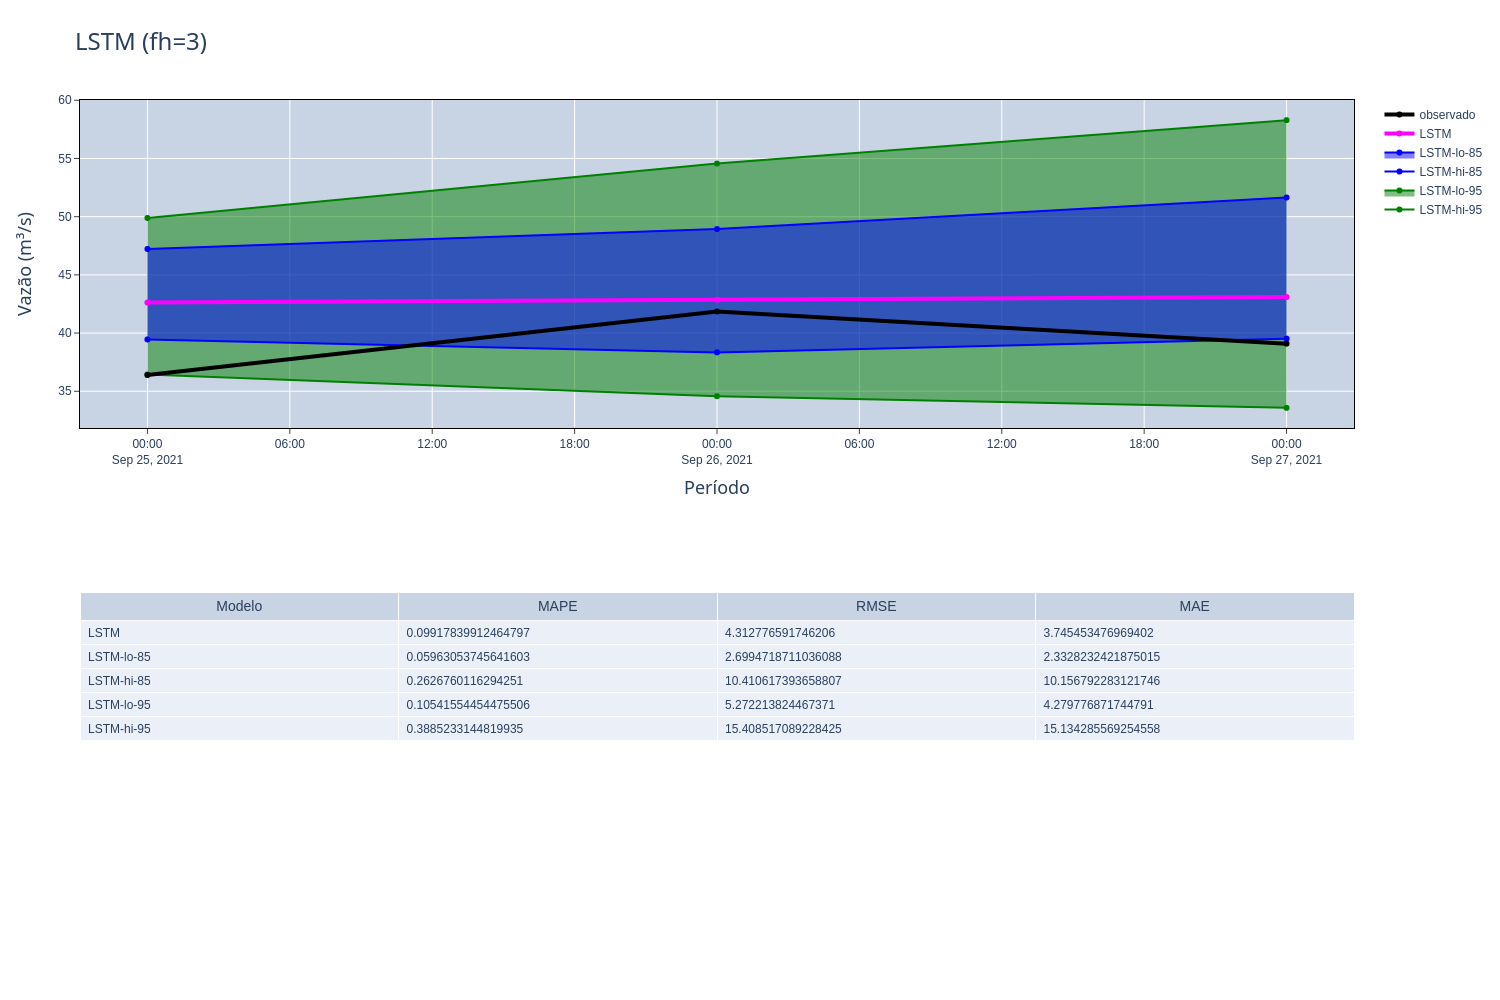 LSTM (fh=3)
60
55
50
45
40
35
Vazão (m³/s)
00:00 06:00 12:00 18:00 00:00 06:00 12:00 18:00 00:00
Sep 25, 2021 Sep 26, 2021 Sep 27, 2021
Período
observado
LSTM
LSTM-lo-85
LSTM-hi-85
LSTM-lo-95
LSTM-hi-95
Modelo MAPE RMSE MAE
LSTM 0.09917839912464797 4.312776591746206 3.745453476969402
LSTM-lo-85 0.05963053745641603 2.6994718711036088 2.3328232421875015
LSTM-hi-85 0.2626760116294251 10.410617393658807 10.156792283121746
LSTM-lo-95 0.10541554454475506 5.272213824467371 4.279776871744791
LSTM-hi-95 0.3885233144819935 15.408517089228425 15.134285569254558